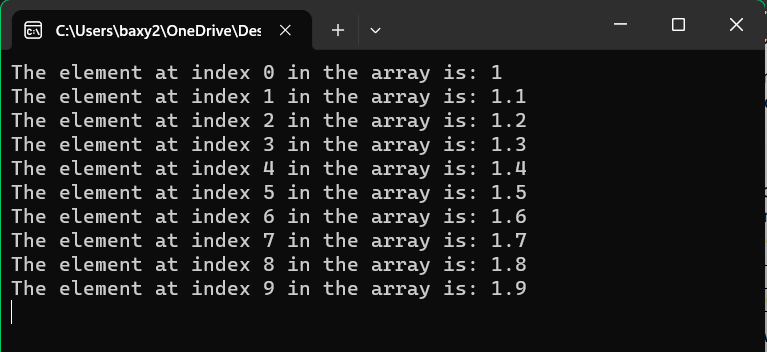 C:\Users\baxy2\OneDrive\Des
The element at index 0 in the array is: 1
The element at index 1 in the array is: 1.1
The element at index 2 in the array is: 1.2
The element at index 3 in the array is: 1.3
The element at index 4 in the array is: 1.4
The element at index 5 in the array is: 1.5
The element at index 6 in the array is: 1.6
The element at index 7 in the array is: 1.7
The element at index 8 in the array is: 1.8
The element at index 9 in the array is: 1.9